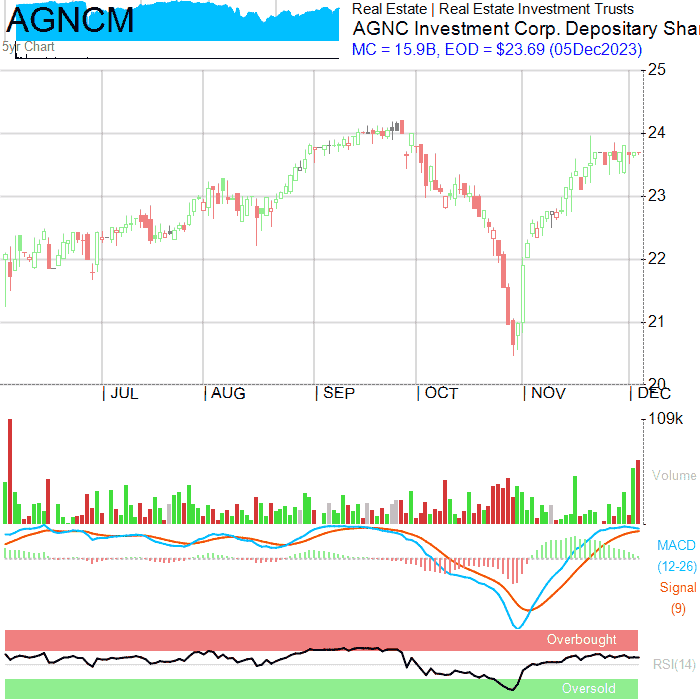 AGNCM
Real Estate | Real Estate Investment Trusts
AGNC Investment Corp. Depositary Shar
MC = 15.9B, EOD = $23.69 (05Dec2023)
5yr Chart
25
24
23
22
21
20
JUL
AUG
SEP
OCT
NOV
DEC
109k
Volume
MACD
(12-26)
Signal
(9)
Overbought
RSI(14)
Oversold